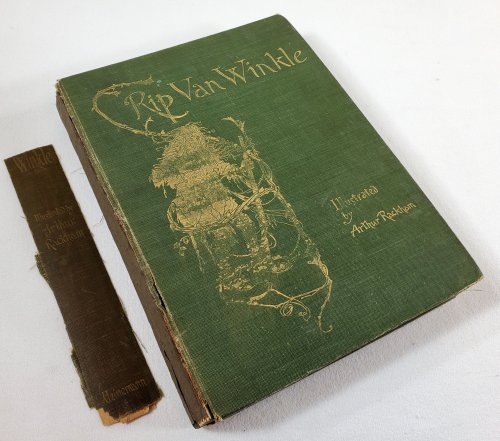 Rip Van Winkle
Illustrated
by
Arthur Rackham
Winkle
Illustrated by
Arthur
Rackham
Heinemann